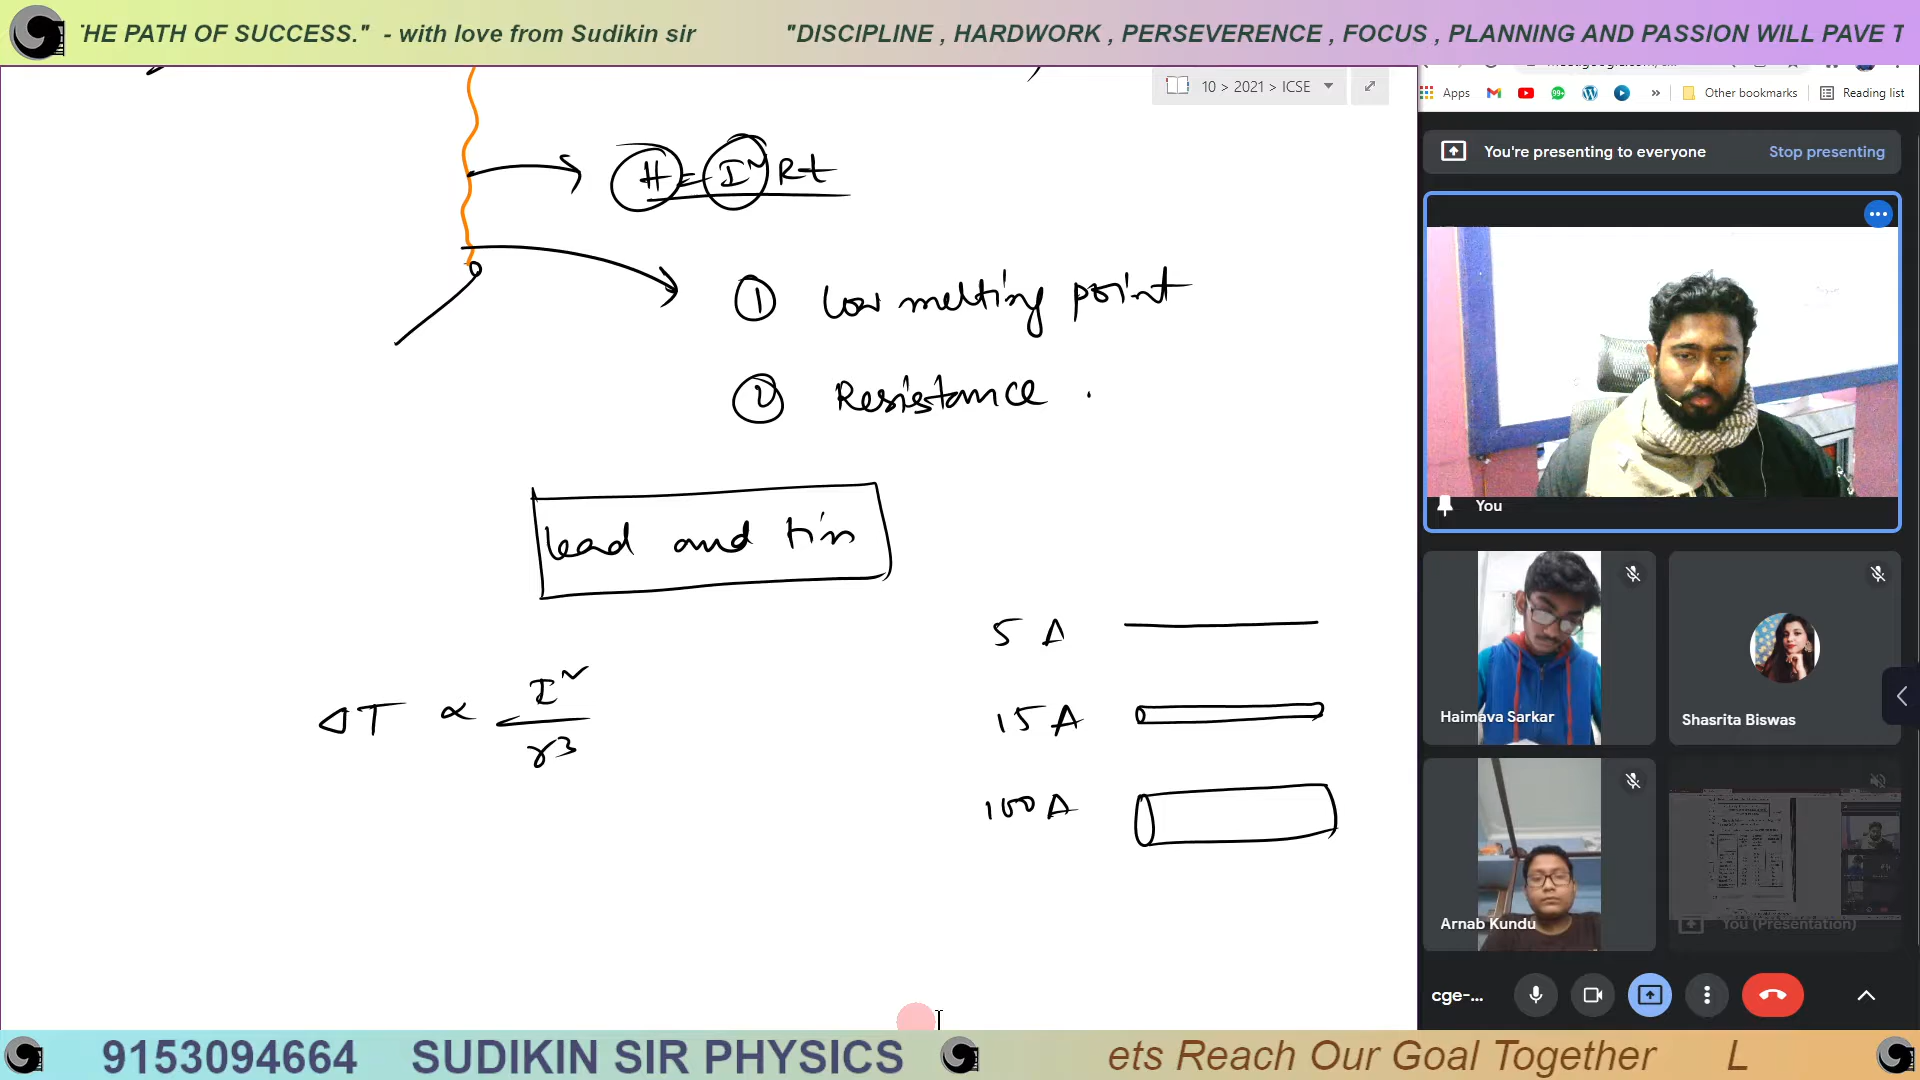 'HE PATH OF SUCCESS." - with love from Sudikin sir "DISCIPLINE , HARDWORK , PERSEVERENCE , FOCUS , PLANNING AND PASSION WILL PAVE T
10 > 2021 > ICSE
Apps
99+
»
Other bookmarks
Reading list
You're presenting to everyone
Stop presenting
H = I² Rt
① low melting point
② Resistance .
You
lead and tin
5 A
15 A
100 A
ΔT ∝ I²/r³
Haimava Sarkar
Shasrita Biswas
Arnab Kundu
You (Presentation)
cge-...
9153094664 SUDIKIN SIR PHYSICS ets Reach Our Goal Together L